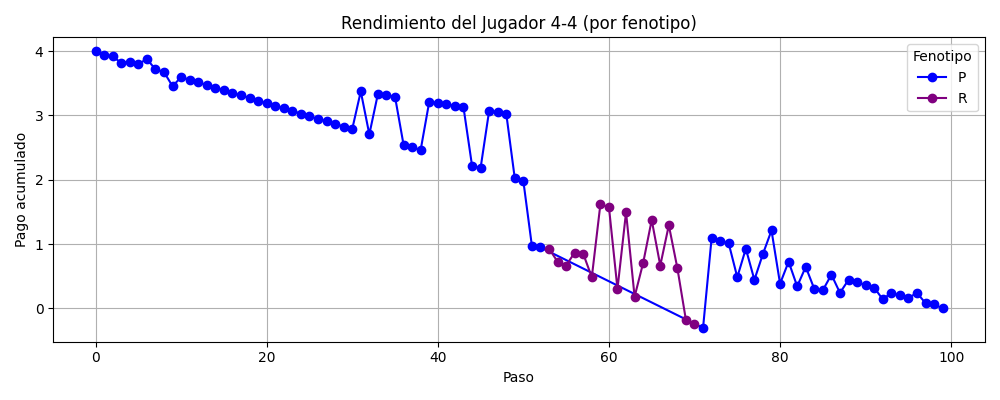 Rendimiento del Jugador 4-4 (por fenotipo)
Pago acumulado
4
3
2
1
0
Fenotipo
P
R
0 20 40 60 80 100
Paso